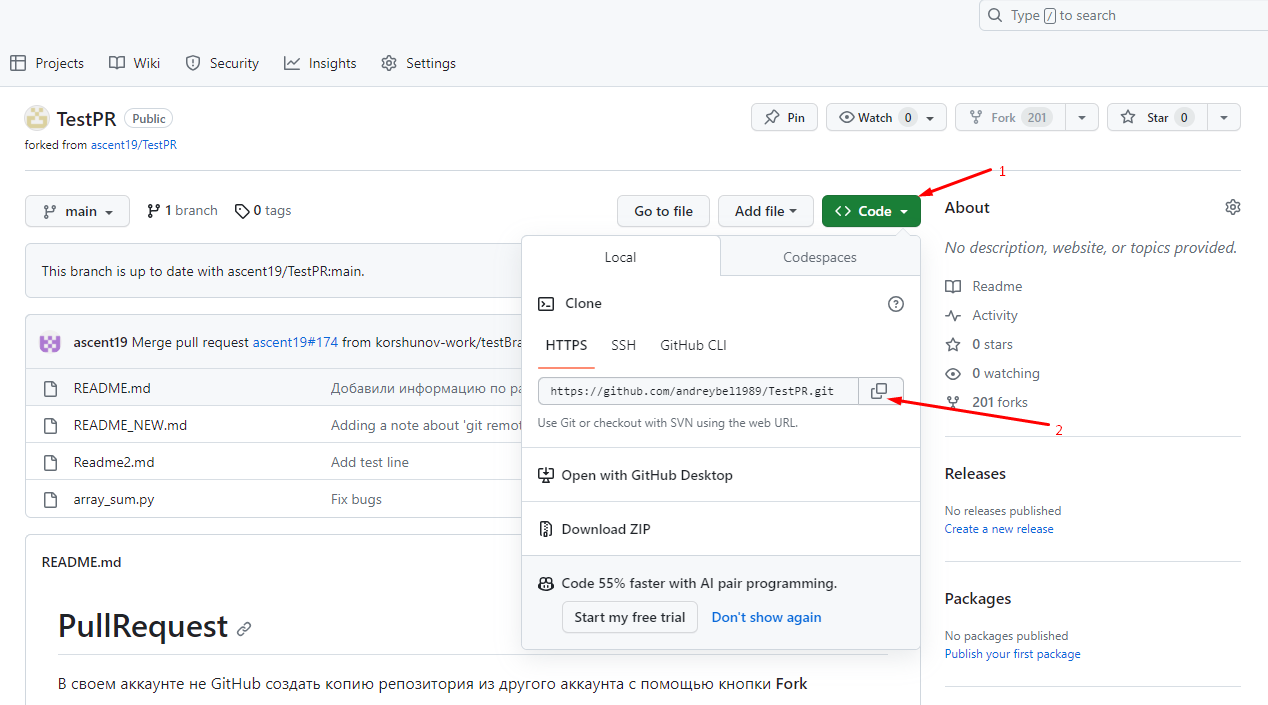 Type / to search
Projects Wiki Security Insights Settings
TestPR Public Pin Watch 0 Fork 201 Star 0
forked from ascent19/TestPR
1
main 1 branch 0 tags Go to file Add file <> Code About
No description, website, or topics provided.
Local Codespaces
This branch is up to date with ascent19/TestPR:main.
Readme
Clone
Activity
ascent19 Merge pull request ascent19#174 from korshunov-work/testBra
HTTPS SSH GitHub CLI
0 stars
0 watching
README.md Добавили информацию по ра
https://github.com/andreybel1989/TestPR.git
201 forks
README_NEW.md Adding a note about 'git remot
Use Git or checkout with SVN using the web URL.
2
Readme2.md Add test line
Open with GitHub Desktop
Releases
array_sum.py Fix bugs
No releases published
Download ZIP
Create a new release
README.md
Code 55% faster with AI pair programming.
Packages
Start my free trial Don't show again
PullRequest
No packages published
Publish your first package
В своем аккаунте не GitHub создать копию репозитория из другого аккаунта с помощью кнопки Fork